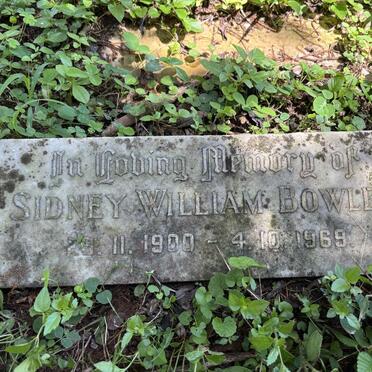 In Loving Memory of
SIDNEY WILLIAM BOWLE
11. 1900 - 4. 10. 1969